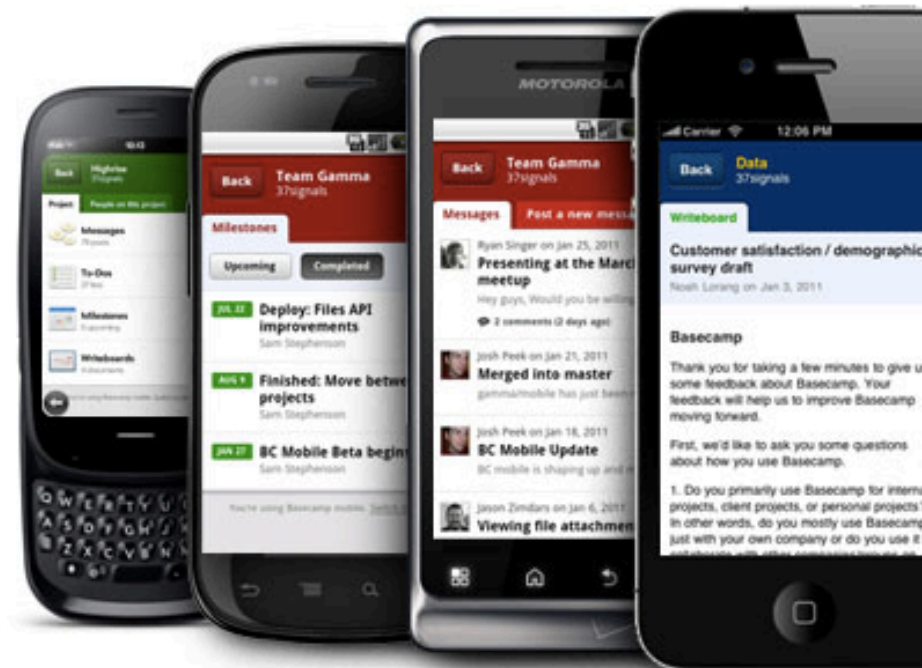 10:13
Back
Highrise
37signals
Project
People on this project
Messages
To-Dos
Milestones
Writeboards
Q W E R T Y U
A S D F G H J
Z X C V B N
Back
Team Gamma
37signals
Milestones
Upcoming
Completed
JUL 22
Deploy: Files API
improvements
Sam Stephenson
AUG 9
Finished: Move betwe
projects
Sam Stephenson
JAN 27
BC Mobile Beta begin
Sam Stephenson
You're using Basecamp mobile.
MOTOROLA
Back
Team Gamma
37signals
Messages
Post a new messa
Ryan Singer on Jan 25, 2011
Presenting at the Marc
meetup
Hey guys, Would you be willing
2 comments (2 days ago)
Josh Peek on Jan 21, 2011
Merged into master
gamma/mobile has just been
Josh Peek on Jan 18, 2011
BC Mobile Update
BC mobile is shaping up and
Jason Zimdars on Jan 6, 2011
Viewing file attachmen
Carrier
12:06 PM
Back
Data
37signals
Writeboard
Customer satisfaction / demographic
survey draft
Noah Lorang on Jan 3, 2011
Basecamp
Thank you for taking a few minutes to give u
some feedback about Basecamp. Your
feedback will help us to improve Basecamp
moving forward.
First, we'd like to ask you some questions
about how you use Basecamp.
1. Do you primarily use Basecamp for interna
projects, client projects, or personal projects?
In other words, do you mostly use Basecamp
just with your own company or do you use it